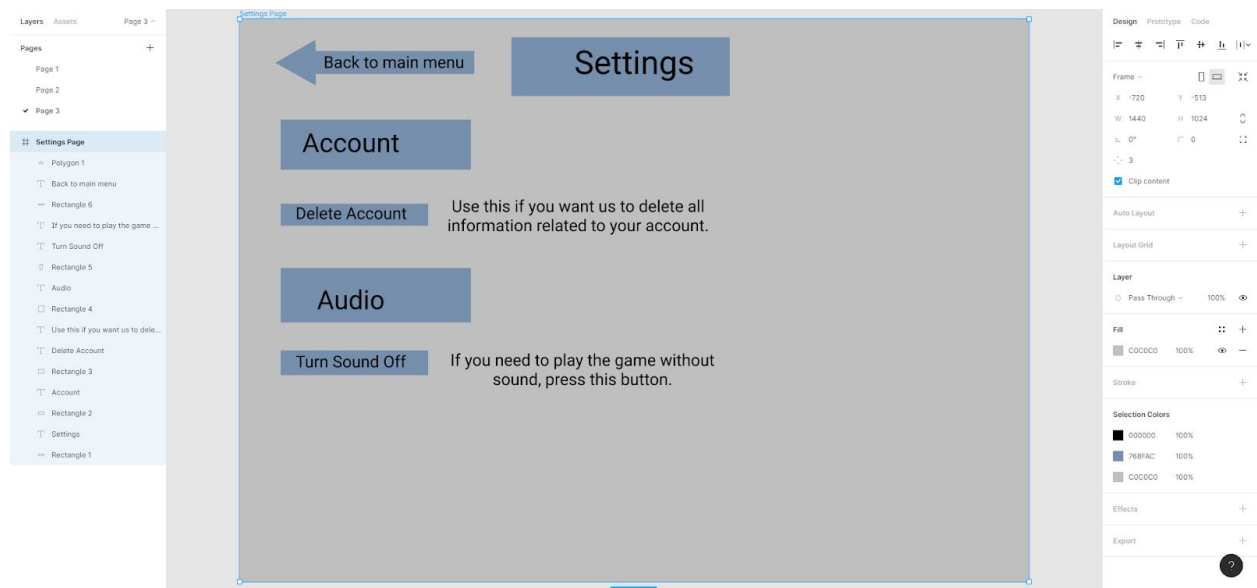 Layers Assets Page 3
Pages
Page 1
Page 2
Page 3
Settings Page
Polygon 1
Back to main menu
Rectangle 6
If you need to play the game ...
Turn Sound Off
Rectangle 5
Audio
Rectangle 4
Use this if you want us to dele...
Delete Account
Rectangle 3
Account
Rectangle 2
Settings
Rectangle 1
Settings Page
Back to main menu
Settings
Account
Delete Account
Use this if you want us to delete all
information related to your account.
Audio
Turn Sound Off
If you need to play the game without
sound, press this button.
Design Prototype Code
Frame
X -720 Y -513
W 1440 H 1024
0° 0
3
Clip content
Auto Layout
Layout Grid
Layer
Pass Through 100%
Fill
C0C0C0 100%
Stroke
Selection Colors
000000 100%
768FAC 100%
C0C0C0 100%
Effects
Export
?